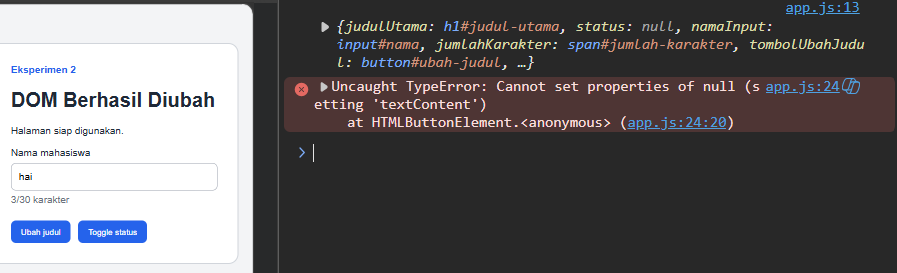 Eksperimen 2
DOM Berhasil Diubah
Halaman siap digunakan.
Nama mahasiswa
hai
3/30 karakter
Ubah judul Toggle status
app.js:13
{judulUtama: h1#judul-utama, status: null, namaInput:
input#nama, jumlahKarakter: span#jumlah-karakter, tombolUbahJudu
l: button#ubah-judul, …}
Uncaught TypeError: Cannot set properties of null (s app.js:24
etting 'textContent')
at HTMLButtonElement.<anonymous> (app.js:24:20)